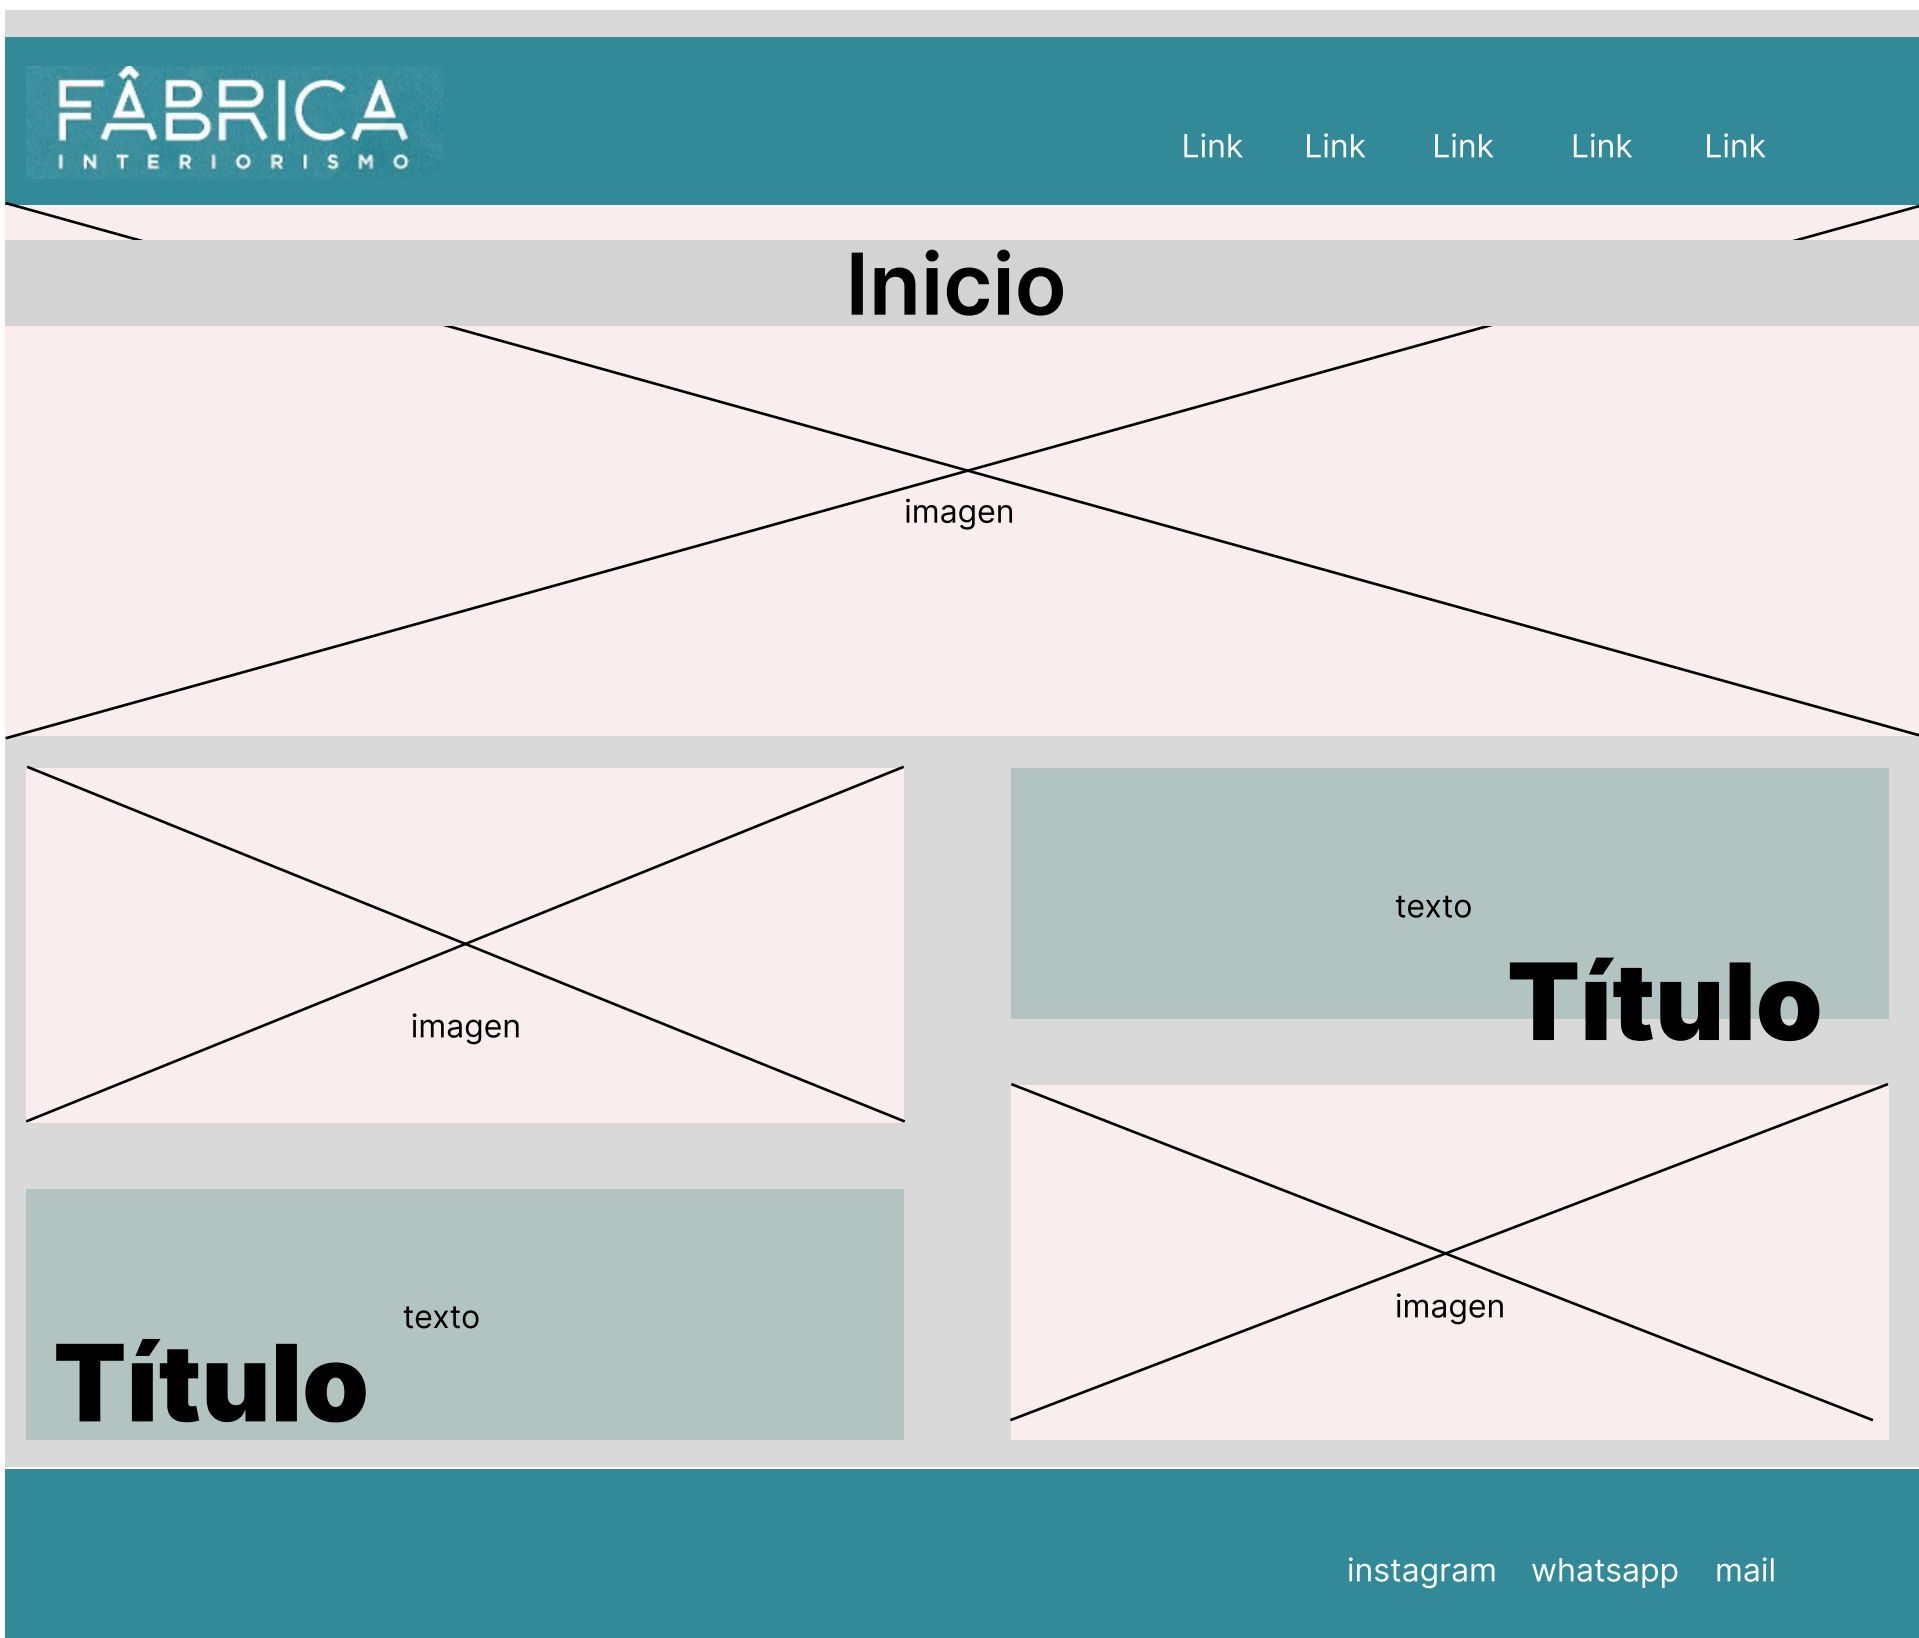 FÂBRICA
INTERIORISMO
Link Link Link Link Link
Inicio
imagen
imagen
texto
Título
texto
Título
imagen
instagram whatsapp mail